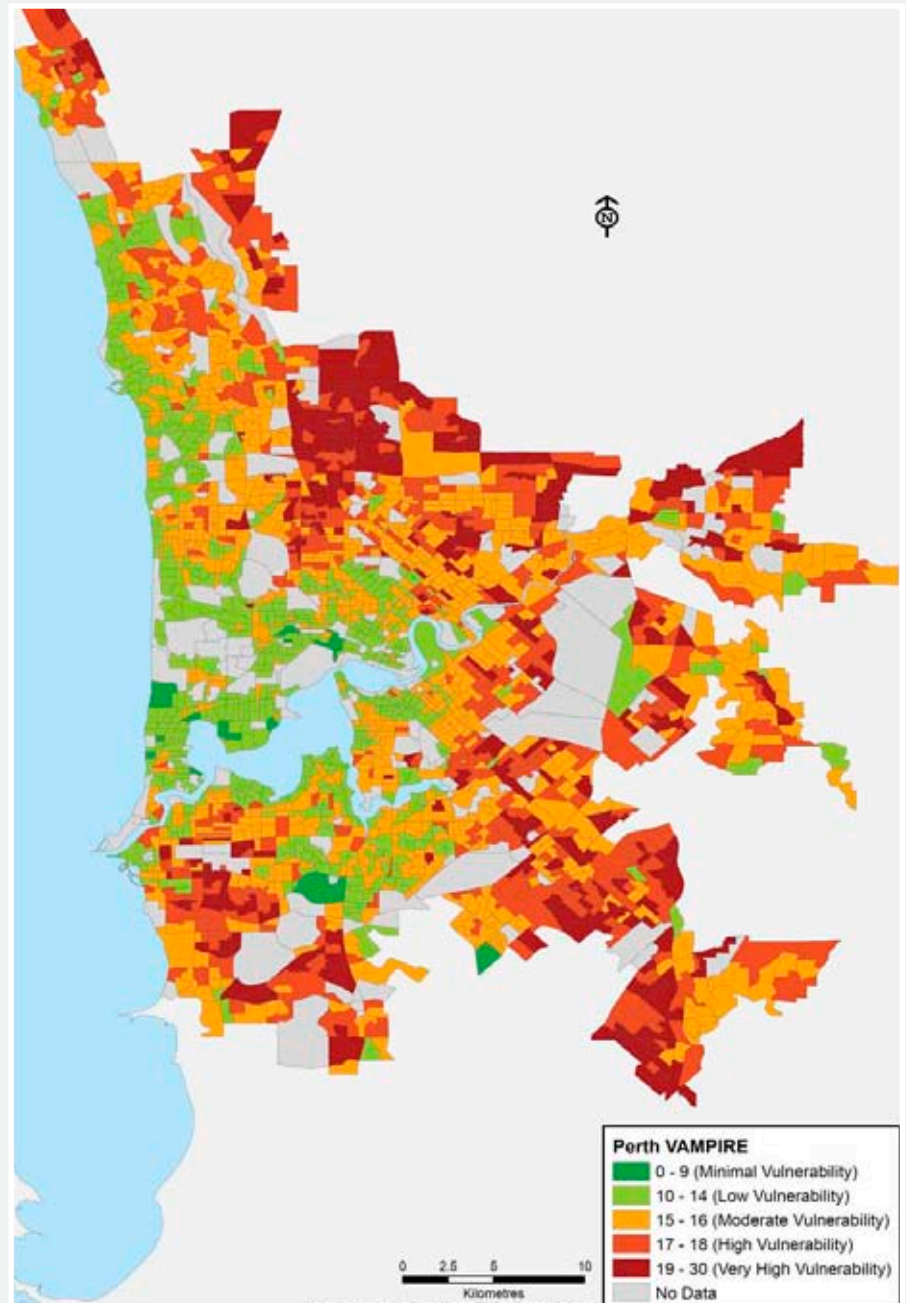 N
Perth VAMPIRE
0 - 9 (Minimal Vulnerability)
10 - 14 (Low Vulnerability)
15 - 16 (Moderate Vulnerability)
17 - 18 (High Vulnerability)
19 - 30 (Very High Vulnerability)
No Data
0 2.5 5 10
Kilometres